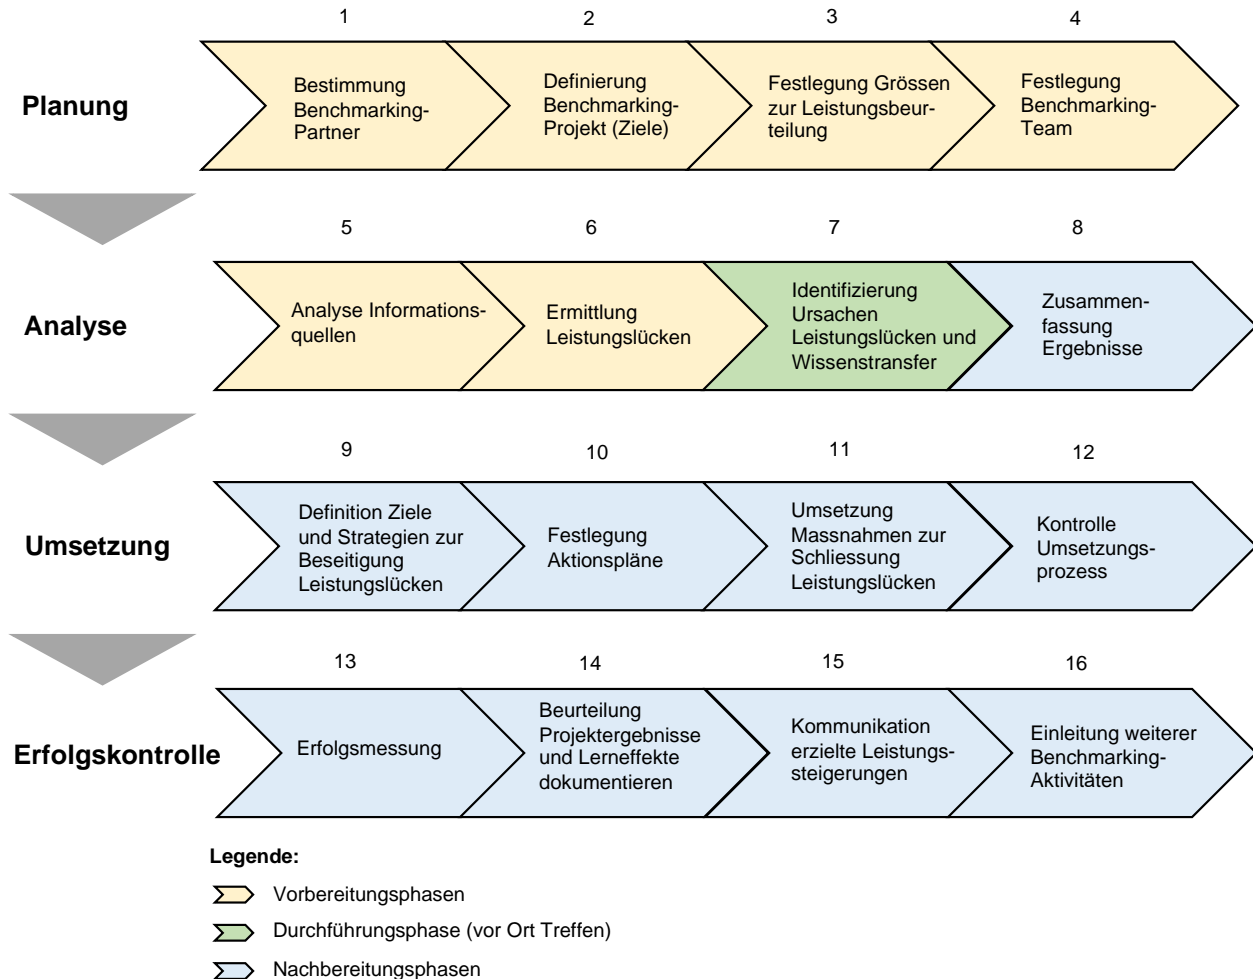 1
2
3
4
Planung
Bestimmung
Benchmarking-
Partner
Definierung
Benchmarking-
Projekt (Ziele)
Festlegung Grössen
zur Leistungsbeur-
teilung
Festlegung
Benchmarking-
Team
5
6
7
8
Analyse
Analyse Informations-
quellen
Ermittlung
Leistungslücken
Identifizierung
Ursachen
Leistungslücken und
Wissenstransfer
Zusammen-
fassung
Ergebnisse
9
10
11
12
Umsetzung
Definition Ziele
und Strategien zur
Beseitigung
Leistungslücken
Festlegung
Aktionspläne
Umsetzung
Massnahmen zur
Schliessung
Leistungslücken
Kontrolle
Umsetzungs-
prozess
13
14
15
16
Erfolgskontrolle
Erfolgsmessung
Beurteilung
Projektergebnisse
und Lerneffekte
dokumentieren
Kommunikation
erzielte Leistungs-
steigerungen
Einleitung weiterer
Benchmarking-
Aktivitäten
Legende:
Vorbereitungsphasen
Durchführungsphase (vor Ort Treffen)
Nachbereitungsphasen